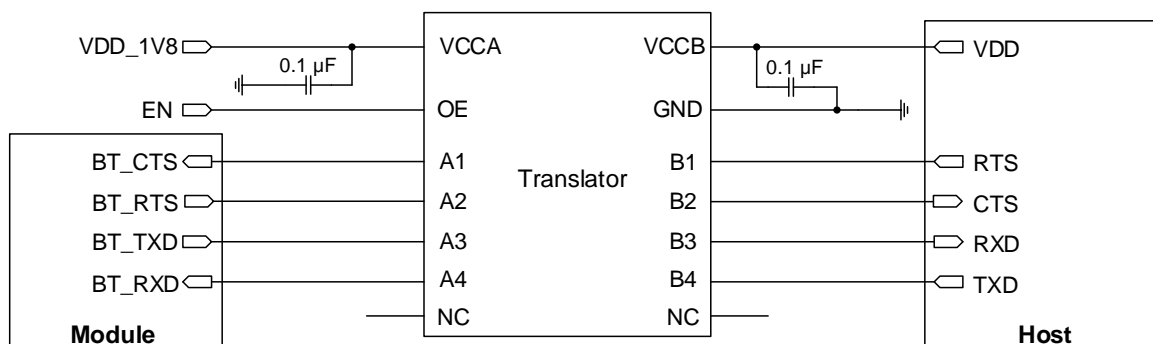 VDD_1V8 VCCA VCCB VDD
0.1 µF 0.1 µF
EN OE GND
BT_CTS A1 B1 RTS
Translator
BT_RTS A2 B2 CTS
BT_TXD A3 B3 RXD
BT_RXD A4 B4 TXD
NC NC
Module Host